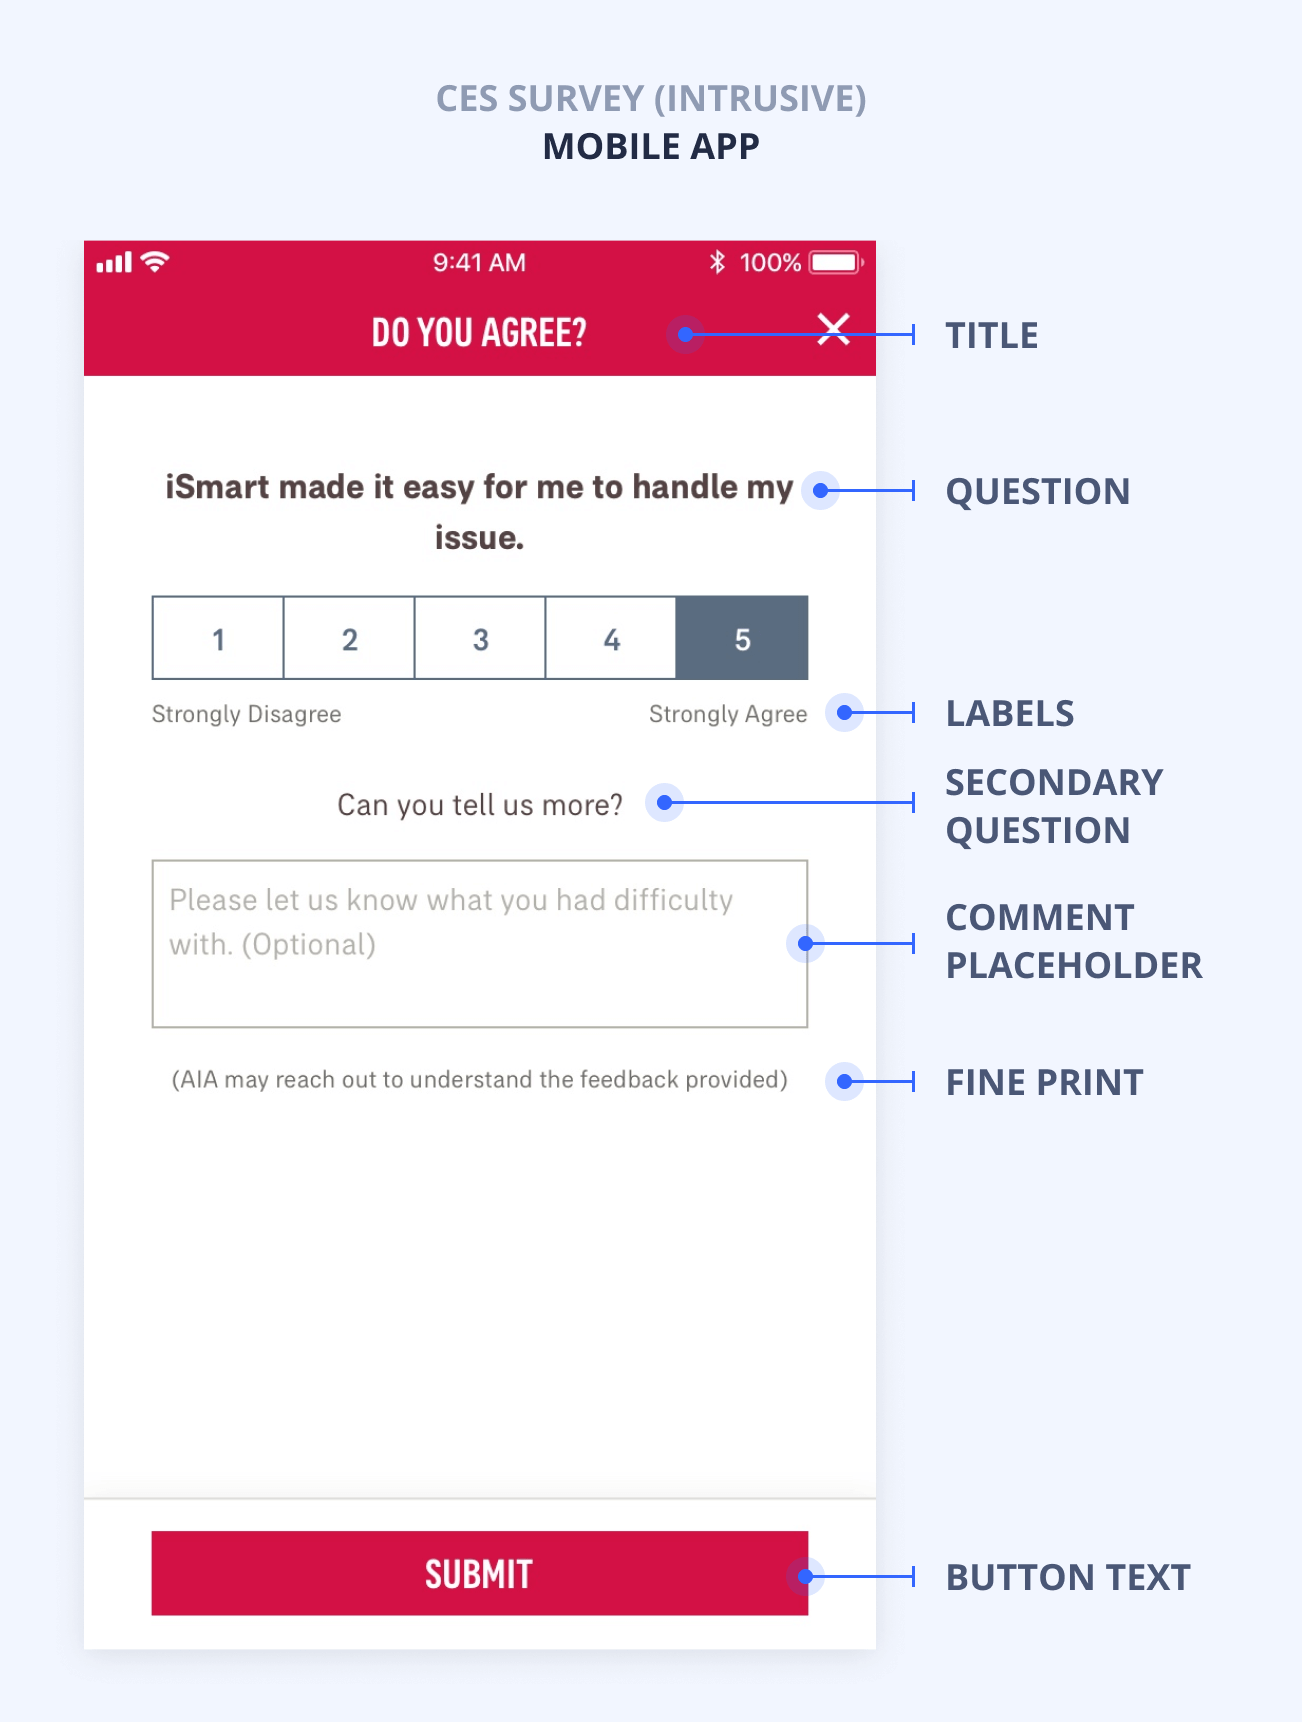 CES SURVEY (INTRUSIVE)
MOBILE APP
9:41 AM
100%
DO YOU AGREE?
TITLE
iSmart made it easy for me to handle my
issue.
QUESTION
1 2 3 4 5
Strongly Disagree Strongly Agree
LABELS
Can you tell us more?
SECONDARY
QUESTION
Please let us know what you had difficulty
with. (Optional)
COMMENT
PLACEHOLDER
(AIA may reach out to understand the feedback provided)
FINE PRINT
SUBMIT
BUTTON TEXT